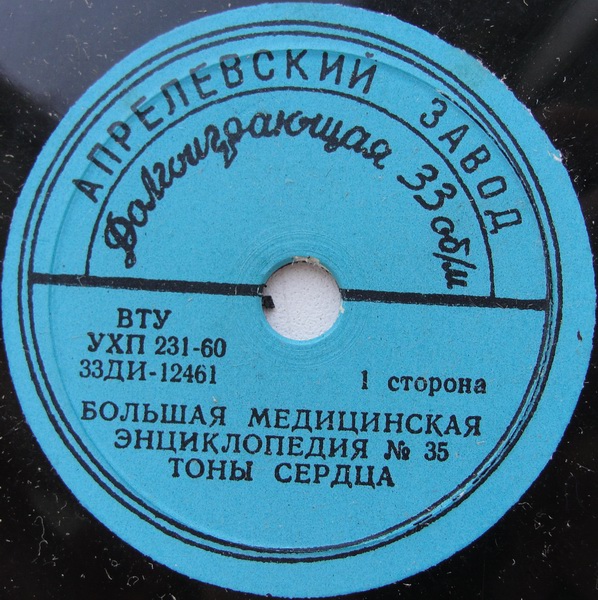 АПРЕЛЕВСКИЙ ЗАВОД
Долгоиграющая 33 об/м
ВТУ
УХП 231-60
33ДИ-12461
1 сторона
БОЛЬШАЯ МЕДИЦИНСКАЯ
ЭНЦИКЛОПЕДИЯ № 35
ТОНЫ СЕРДЦА